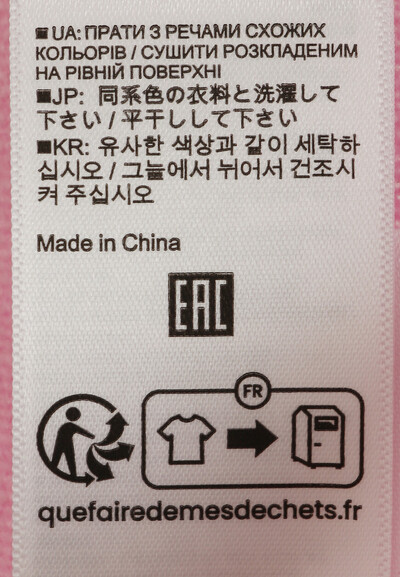 ■ UA: ПРАТИ З РЕЧАМИ СХОЖИХ
КОЛЬОРІВ / СУШИТИ РОЗКЛАДЕНИМ
НА РІВНІЙ ПОВЕРХНІ
■JP: 同系色の衣料と洗濯して
下さい / 平干しして下さい
■KR: 유사한 색상과 같이 세탁하
십시오 / 그늘에서 뉘어서 건조시
켜 주십시오
Made in China
EAC
FR
quefairedemesdechets.fr